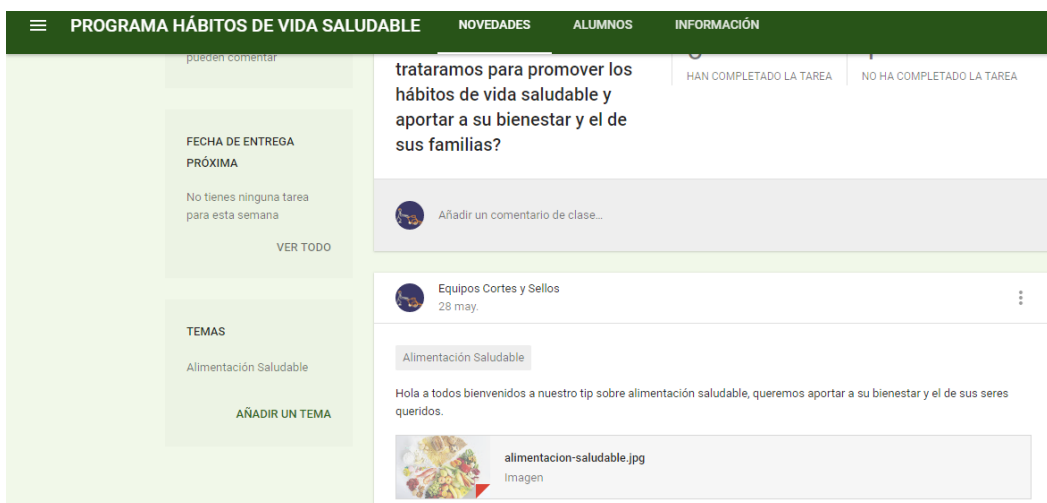 PROGRAMA HÁBITOS DE VIDA SALUDABLE
NOVEDADES
ALUMNOS
INFORMACIÓN
pueden comentar
FECHA DE ENTREGA
PRÓXIMA
No tienes ninguna tarea
para esta semana
VER TODO
TEMAS
Alimentación Saludable
AÑADIR UN TEMA
trataramos para promover los
hábitos de vida saludable y
aportar a su bienestar y el de
sus familias?
HAN COMPLETADO LA TAREA
NO HA COMPLETADO LA TAREA
Añadir un comentario de clase...
Equipos Cortes y Sellos
28 may.
Alimentación Saludable
Hola a todos bienvenidos a nuestro tip sobre alimentación saludable, queremos aportar a su bienestar y el de sus seres
queridos.
alimentacion-saludable.jpg
Imagen